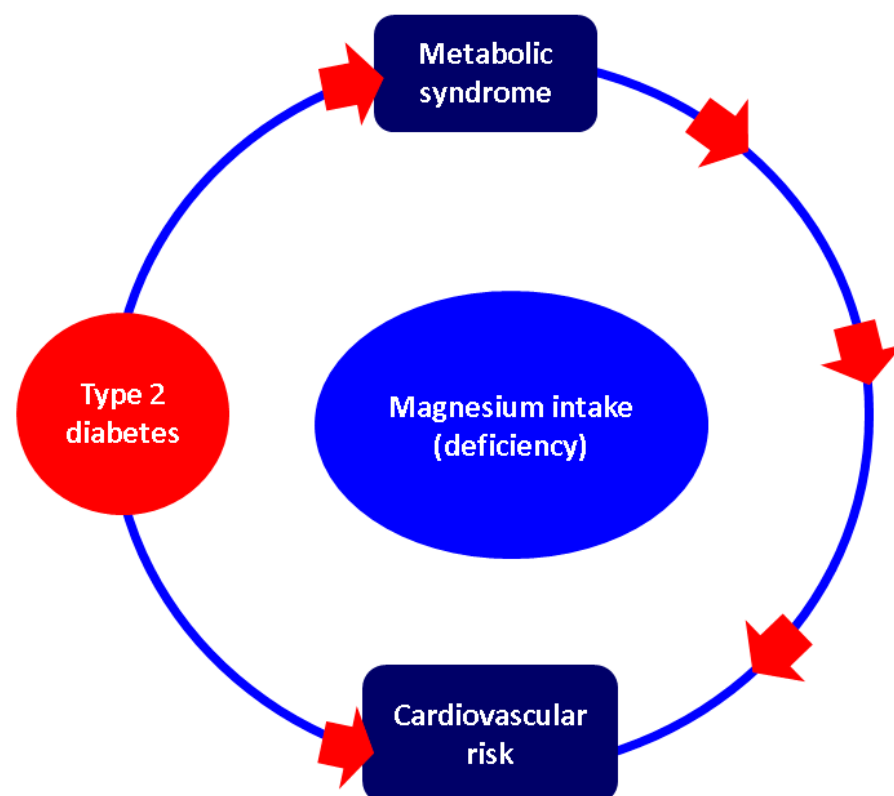 Metabolic
syndrome
Type 2
diabetes
Magnesium intake
(deficiency)
Cardiovascular
risk